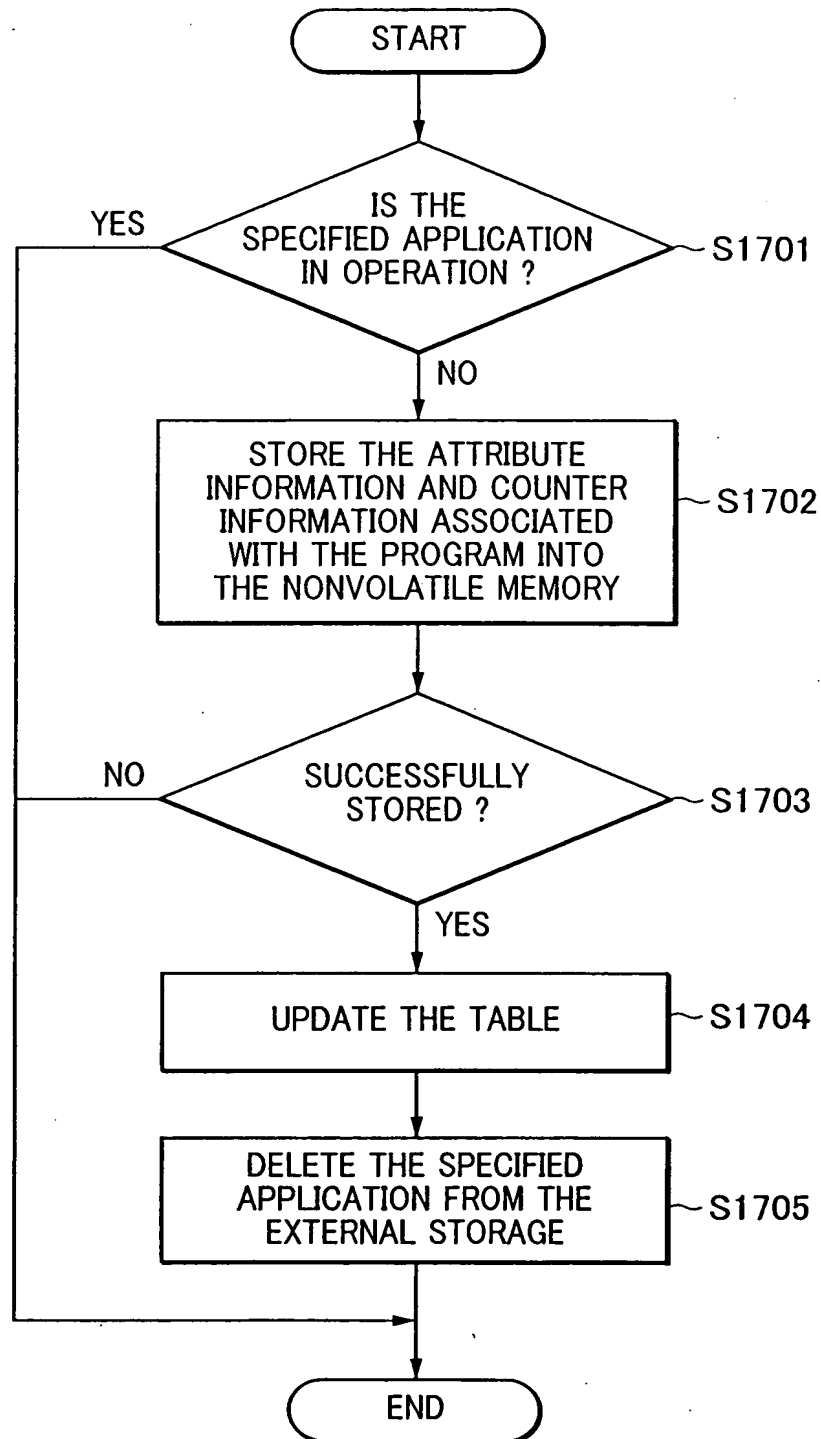 START
IS THE
SPECIFIED APPLICATION
IN OPERATION ?
YES
S1701
NO
STORE THE ATTRIBUTE
INFORMATION AND COUNTER
INFORMATION ASSOCIATED
WITH THE PROGRAM INTO
THE NONVOLATILE MEMORY
S1702
NO
SUCCESSFULLY
STORED ?
S1703
YES
UPDATE THE TABLE
S1704
DELETE THE SPECIFIED
APPLICATION FROM THE
EXTERNAL STORAGE
S1705
END